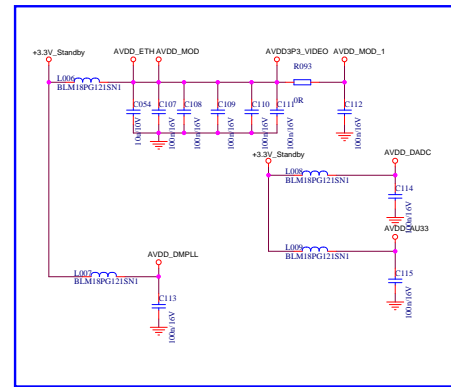 +3.3V_Standby
AVDD_ETH
AVDD_MOD
AVDD3P3_VIDEO
AVDD_MOD_1
L006
BLM18PG121SN1
R093
0R
C054
10u/10V
C107
100n/16V
C108
100n/16V
C109
100n/16V
C110
100n/16V
C111
100n/16V
C112
100n/16V
+3.3V_Standby
L008
BLM18PG121SN1
AVDD_DADC
C114
100n/16V
AVDD_AU33
L009
BLM18PG121SN1
C115
100n/16V
AVDD_DMPLL
L007
BLM18PG121SN1
C113
100n/16V